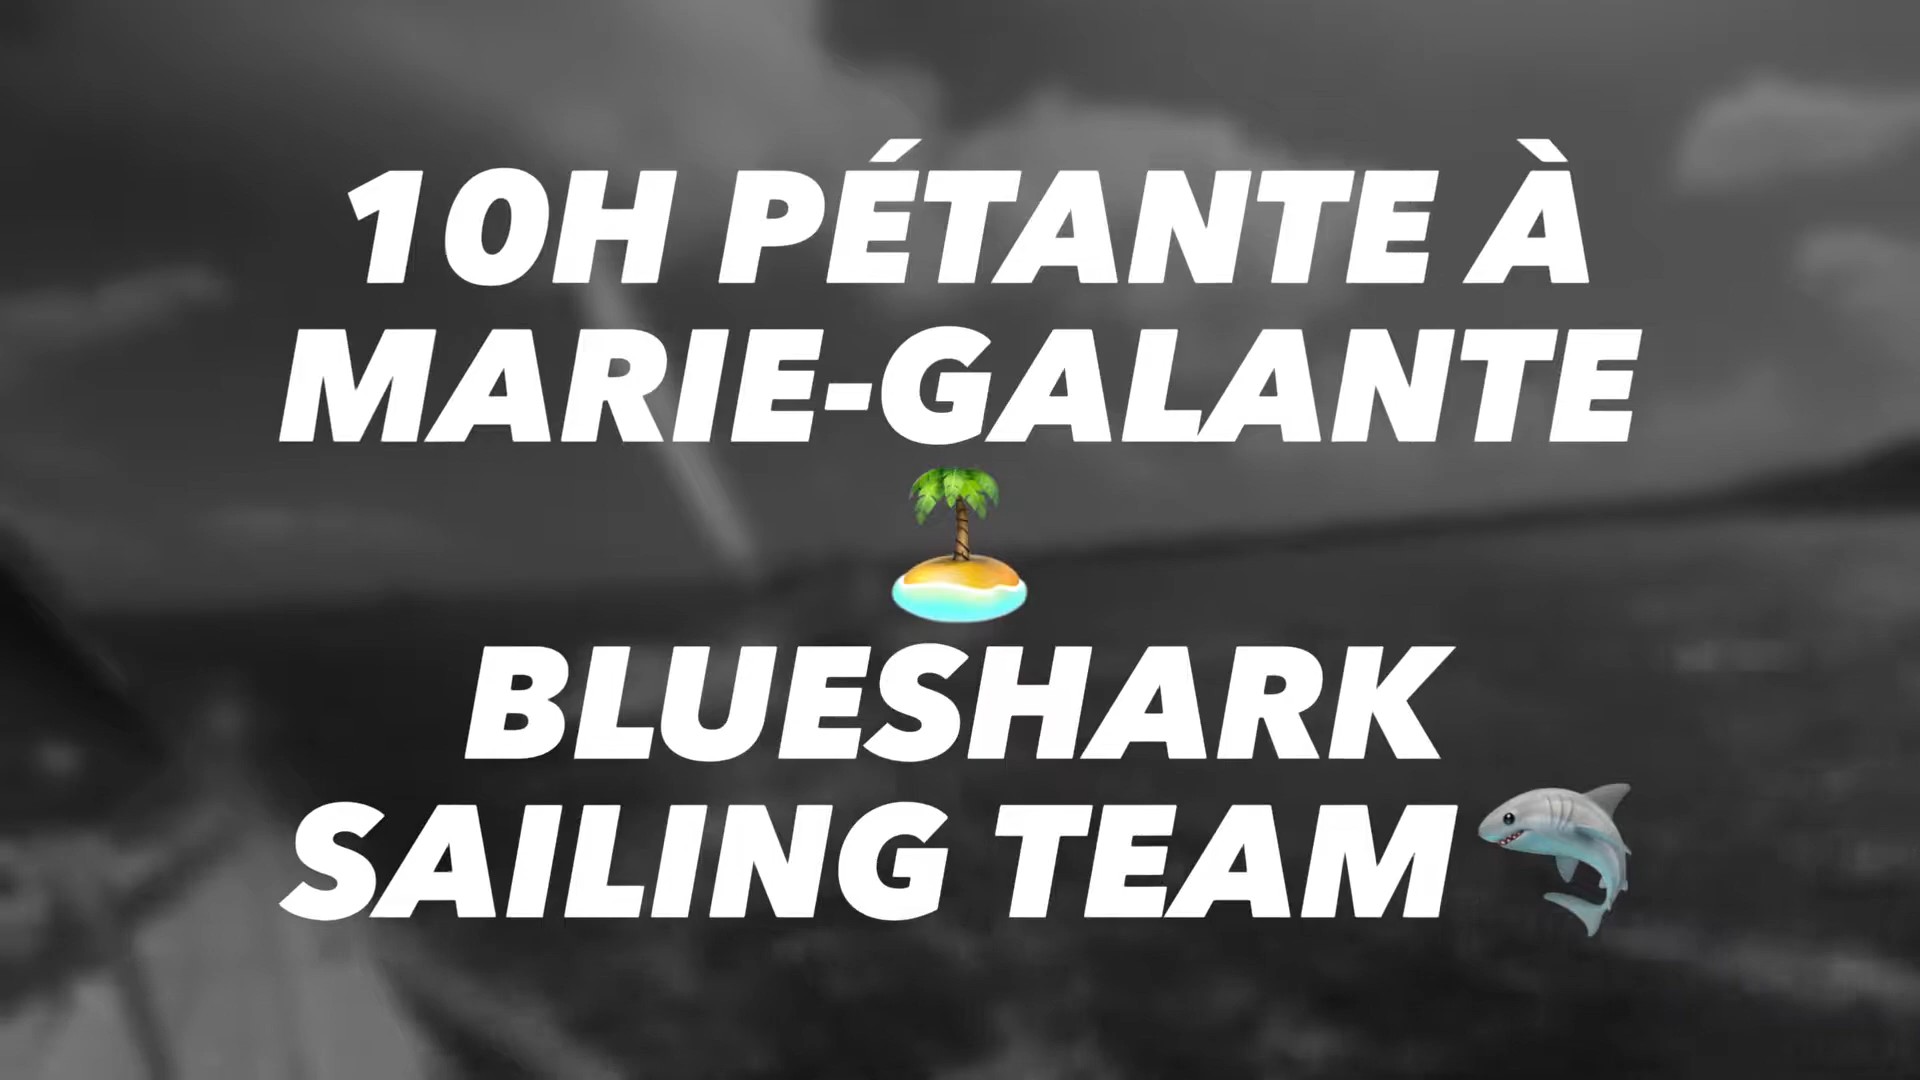 10H PÉTANTE À
MARIE-GALANTE
🏝️
BLUESHARK
SAILING TEAM 🦈